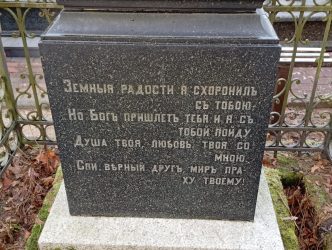 Земныя радости я схоронилъ
съ тобою.
Но Богъ пришлетъ тебя и я съ
тобой пойду.
Душа твоя, любовь твоя со
мною.
Спи, вѣрный другъ, миръ пра
ху твоему!